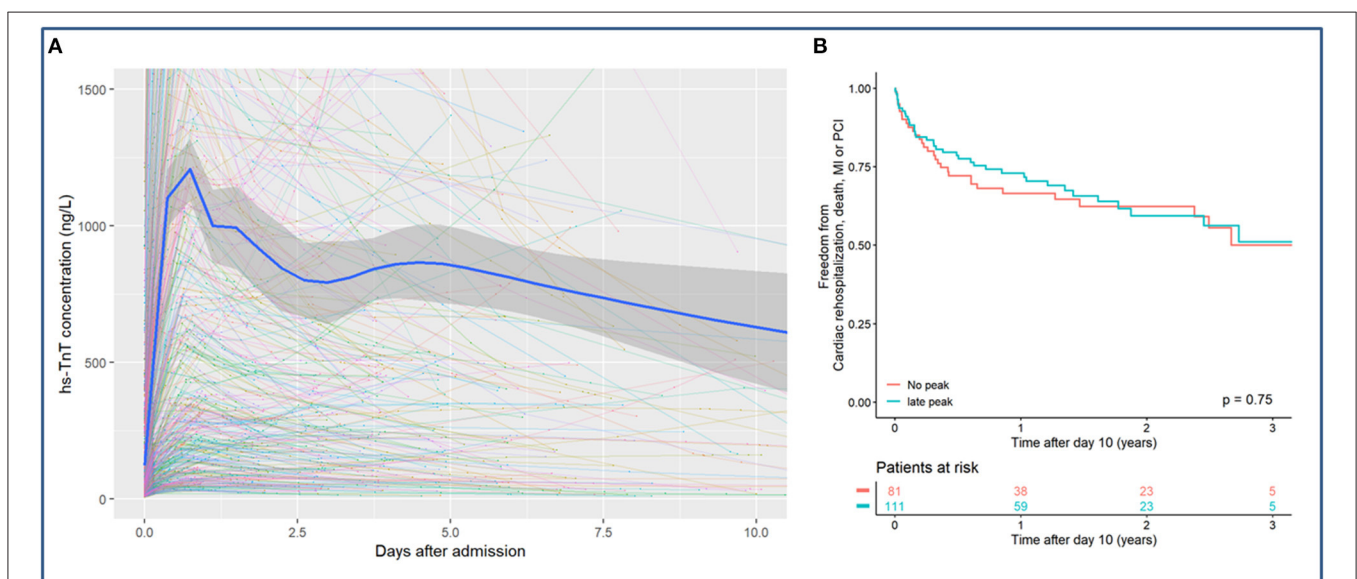 A
hs-TnT concentration (ng/L)
1500
1000
500
0
0.0 2.5 5.0 7.5 10.0
Days after admission
B
Freedom from
Cardiac rehospitalization, death, MI or PCI
1.00
0.75
0.50
0.25
0.00
No peak
late peak
p = 0.75
0 1 2 3
Time after day 10 (years)
Patients at risk
81 38 23 5
111 59 23 5
0 1 2 3
Time after day 10 (years)